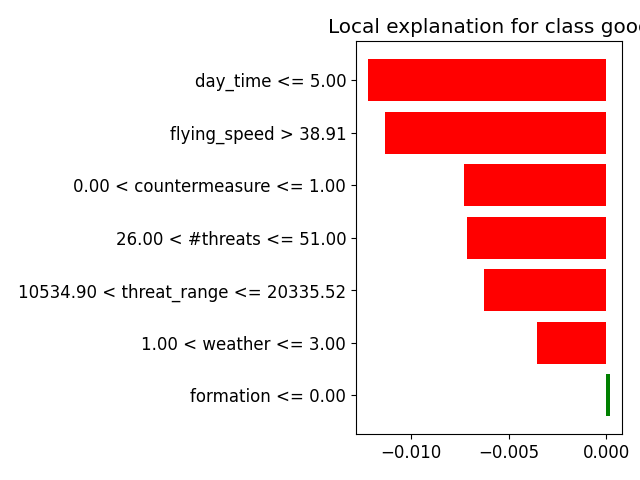 Local explanation for class good
day_time <= 5.00
flying_speed > 38.91
0.00 < countermeasure <= 1.00
26.00 < #threats <= 51.00
10534.90 < threat_range <= 20335.52
1.00 < weather <= 3.00
formation <= 0.00
−0.010 −0.005 0.000